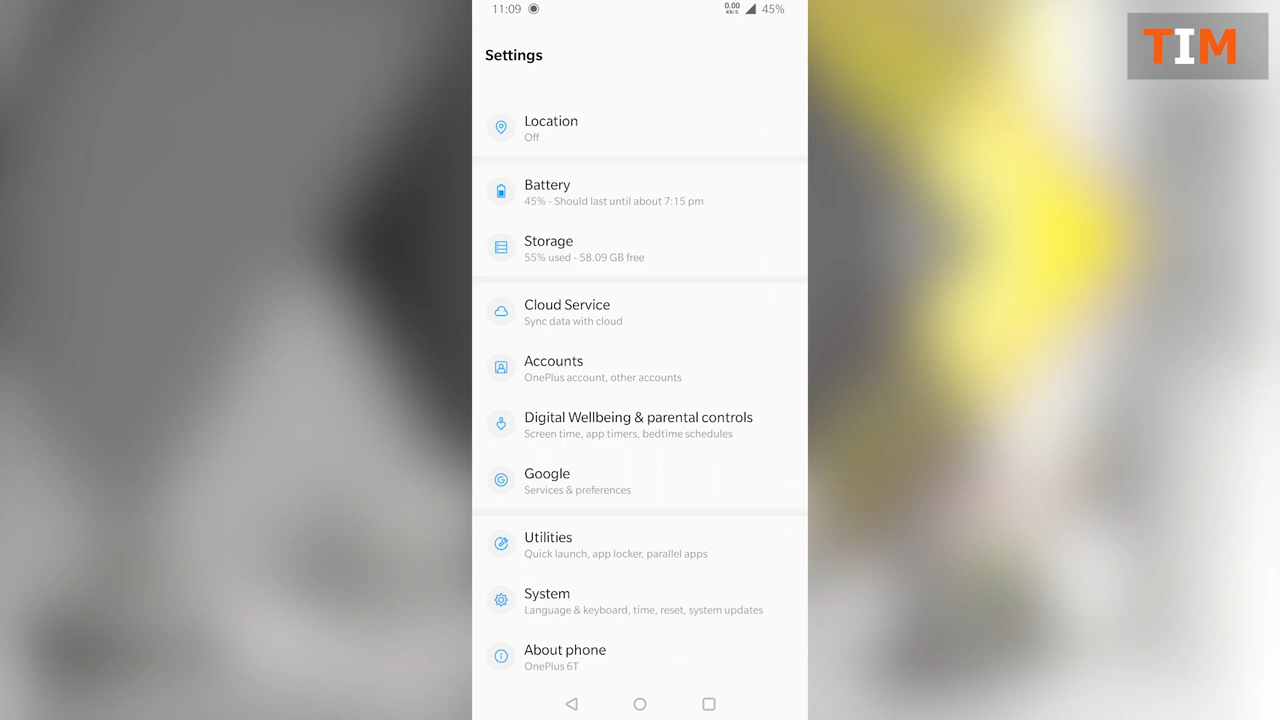 11:09
0.00
KB/S
45%
TIM
Settings
Location
Off
Battery
45% - Should last until about 7:15 pm
Storage
55% used - 58.09 GB free
Cloud Service
Sync data with cloud
Accounts
OnePlus account, other accounts
Digital Wellbeing & parental controls
Screen time, app timers, bedtime schedules
Google
Services & preferences
Utilities
Quick launch, app locker, parallel apps
System
Language & keyboard, time, reset, system updates
About phone
OnePlus 6T